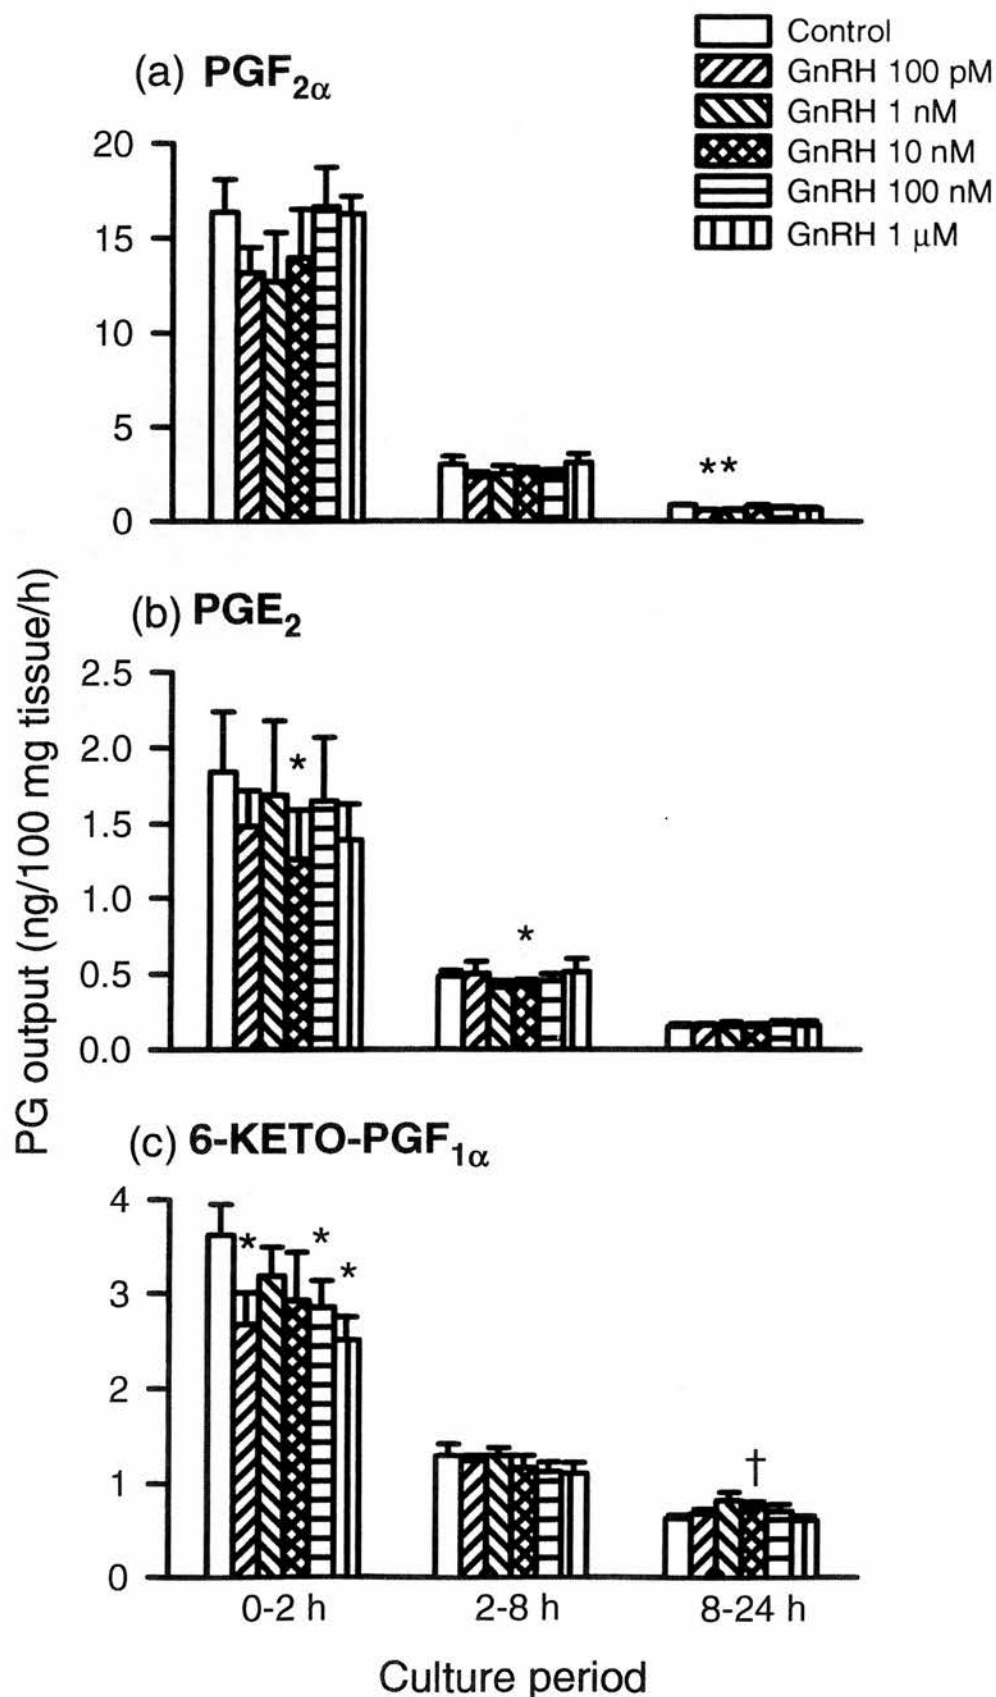 Control
GnRH 100 pM
GnRH 1 nM
GnRH 10 nM
GnRH 100 nM
GnRH 1 µM
(a) PGF2α
20
15
10
5
0
**
PG output (ng/100 mg tissue/h)
(b) PGE2
2.5
2.0
1.5
1.0
0.5
0.0
*
*
(c) 6-KETO-PGF1α
4
3
2
1
0
* * *
†
0-2 h 2-8 h 8-24 h
Culture period